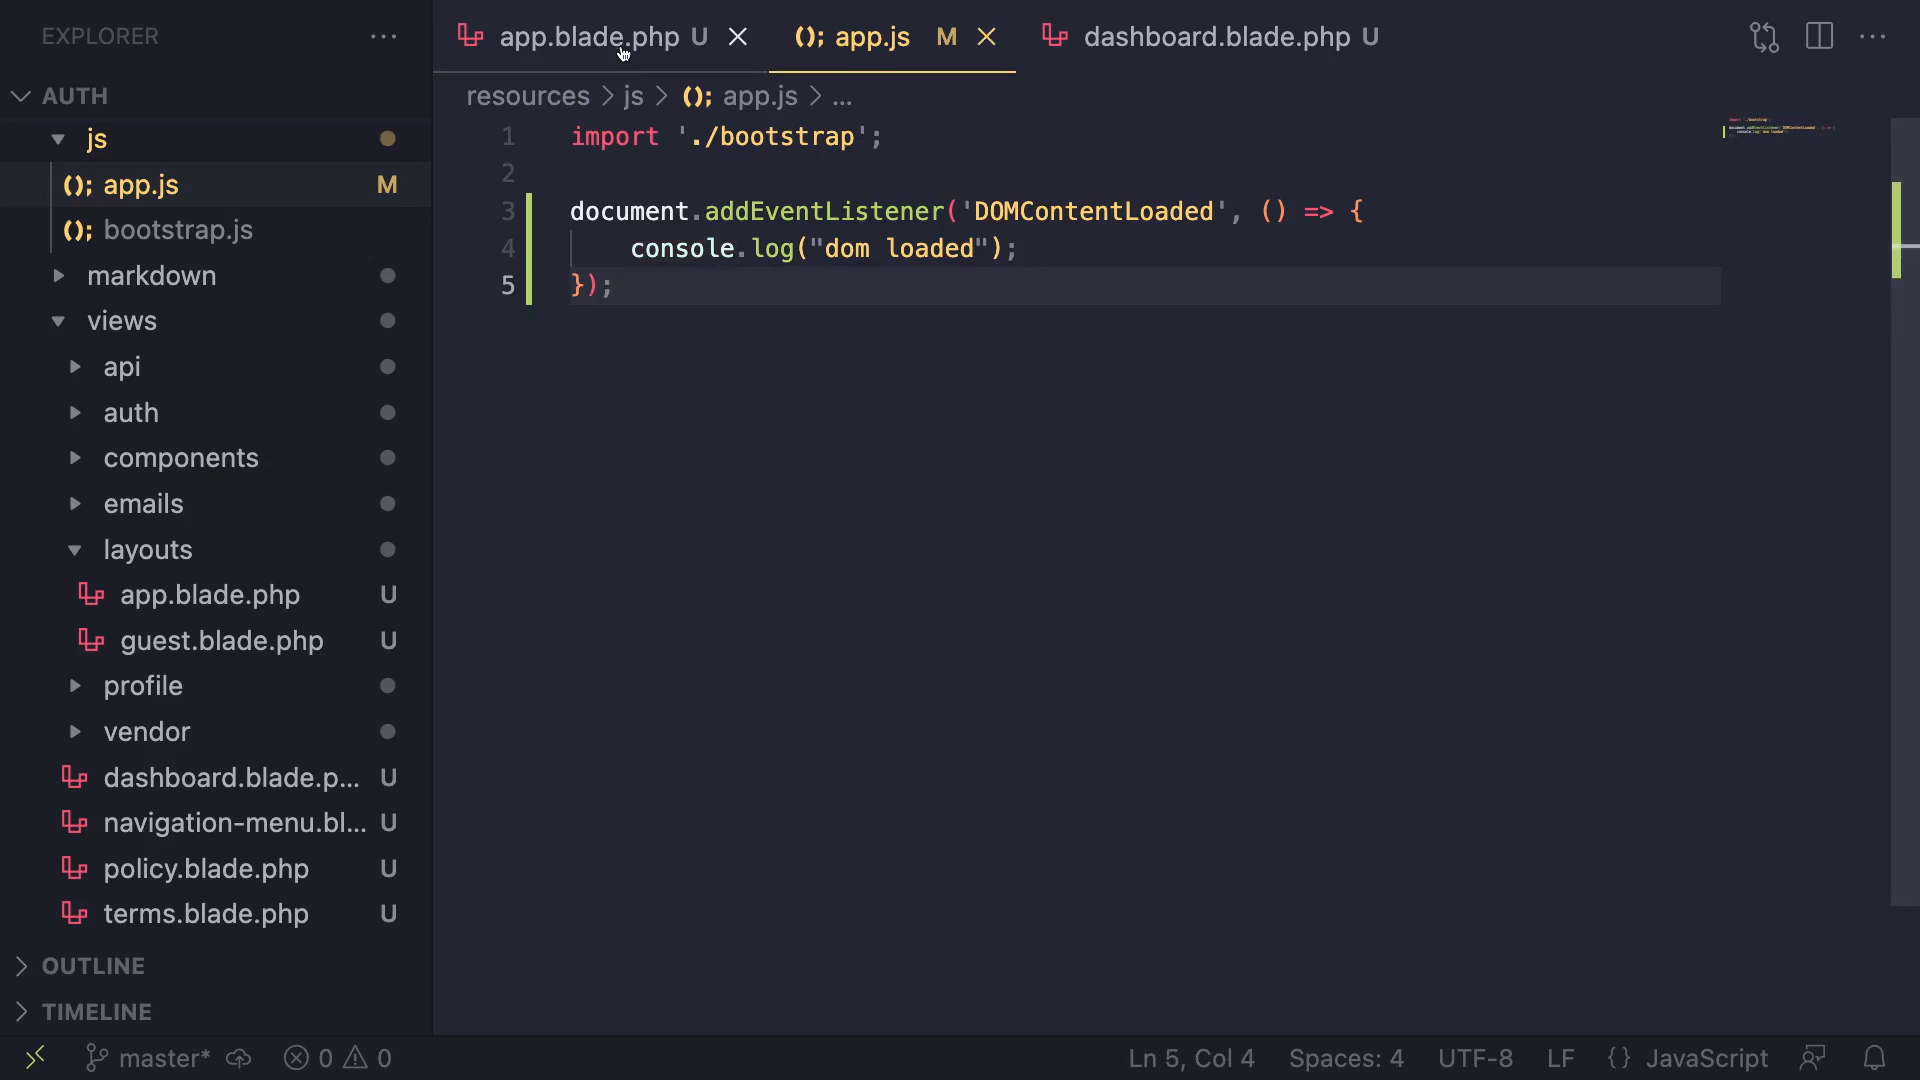 EXPLORER
AUTH
js
app.js M
bootstrap.js
markdown
views
api
auth
components
emails
layouts
app.blade.php U
guest.blade.php U
profile
vendor
dashboard.blade.p... U
navigation-menu.bl... U
policy.blade.php U
terms.blade.php U
OUTLINE
TIMELINE
app.blade.php U
app.js M
dashboard.blade.php U
resources > js > (); app.js > ...
1 import './bootstrap';
2
3 document.addEventListener('DOMContentLoaded', () => {
4 console.log("dom loaded");
5 });
master* 0 0
Ln 5, Col 4 Spaces: 4 UTF-8 LF {} JavaScript